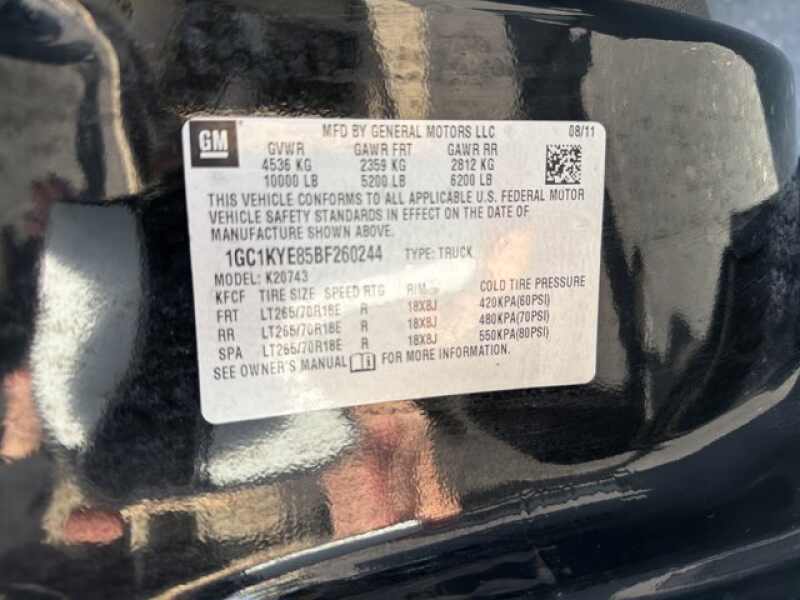 GM
MFD BY GENERAL MOTORS LLC 08/11
GVWR GAWR FRT GAWR RR
4536 KG 2359 KG 2812 KG
10000 LB 5200 LB 6200 LB
THIS VEHICLE CONFORMS TO ALL APPLICABLE U.S. FEDERAL MOTOR
VEHICLE SAFETY STANDARDS IN EFFECT ON THE DATE OF
MANUFACTURE SHOWN ABOVE.
1GC1KYE85BF260244 TYPE: TRUCK
MODEL: K20743
KFCF TIRE SIZE SPEED RTG RIM COLD TIRE PRESSURE
FRT LT265/70R18E R 18X8J 420KPA(60PSI)
RR LT265/70R18E R 18X8J 480KPA(70PSI)
SPA LT265/70R18E R 18X8J 550KPA(80PSI)
SEE OWNER'S MANUAL FOR MORE INFORMATION.